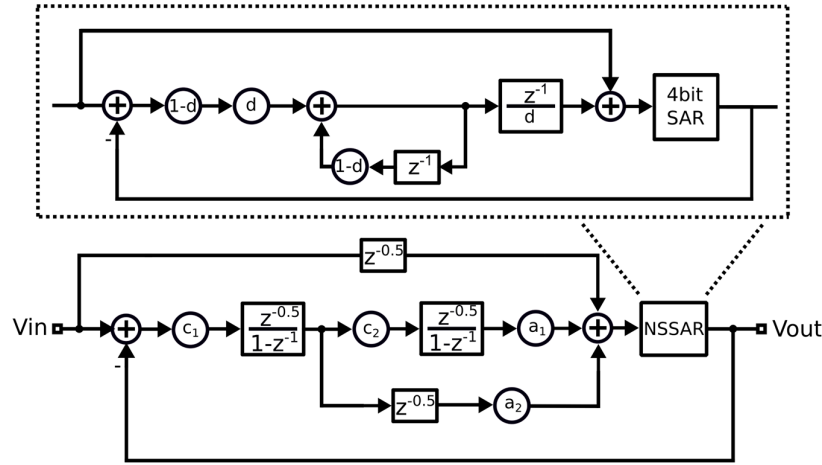 1-d
d
z⁻¹
d
4bit
SAR
-
1-d
z⁻¹
z⁻⁰·⁵
Vin
c₁
z⁻⁰·⁵
1-z⁻¹
c₂
z⁻⁰·⁵
1-z⁻¹
a₁
NSSAR
Vout
-
z⁻⁰·⁵
a₂